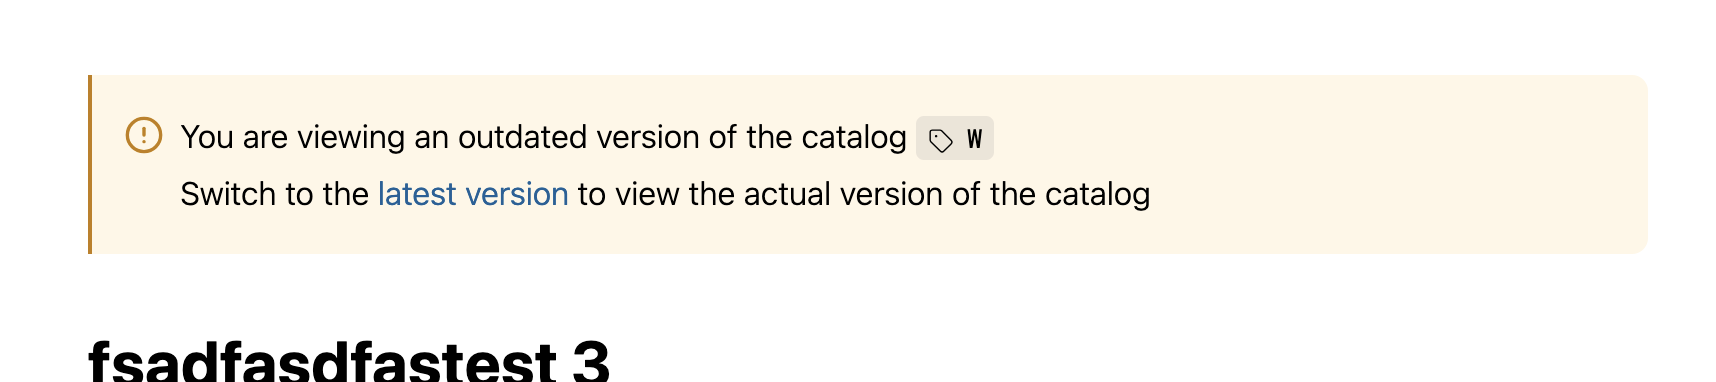 You are viewing an outdated version of the catalog W
Switch to the latest version to view the actual version of the catalog
fsadfasdfastest 3